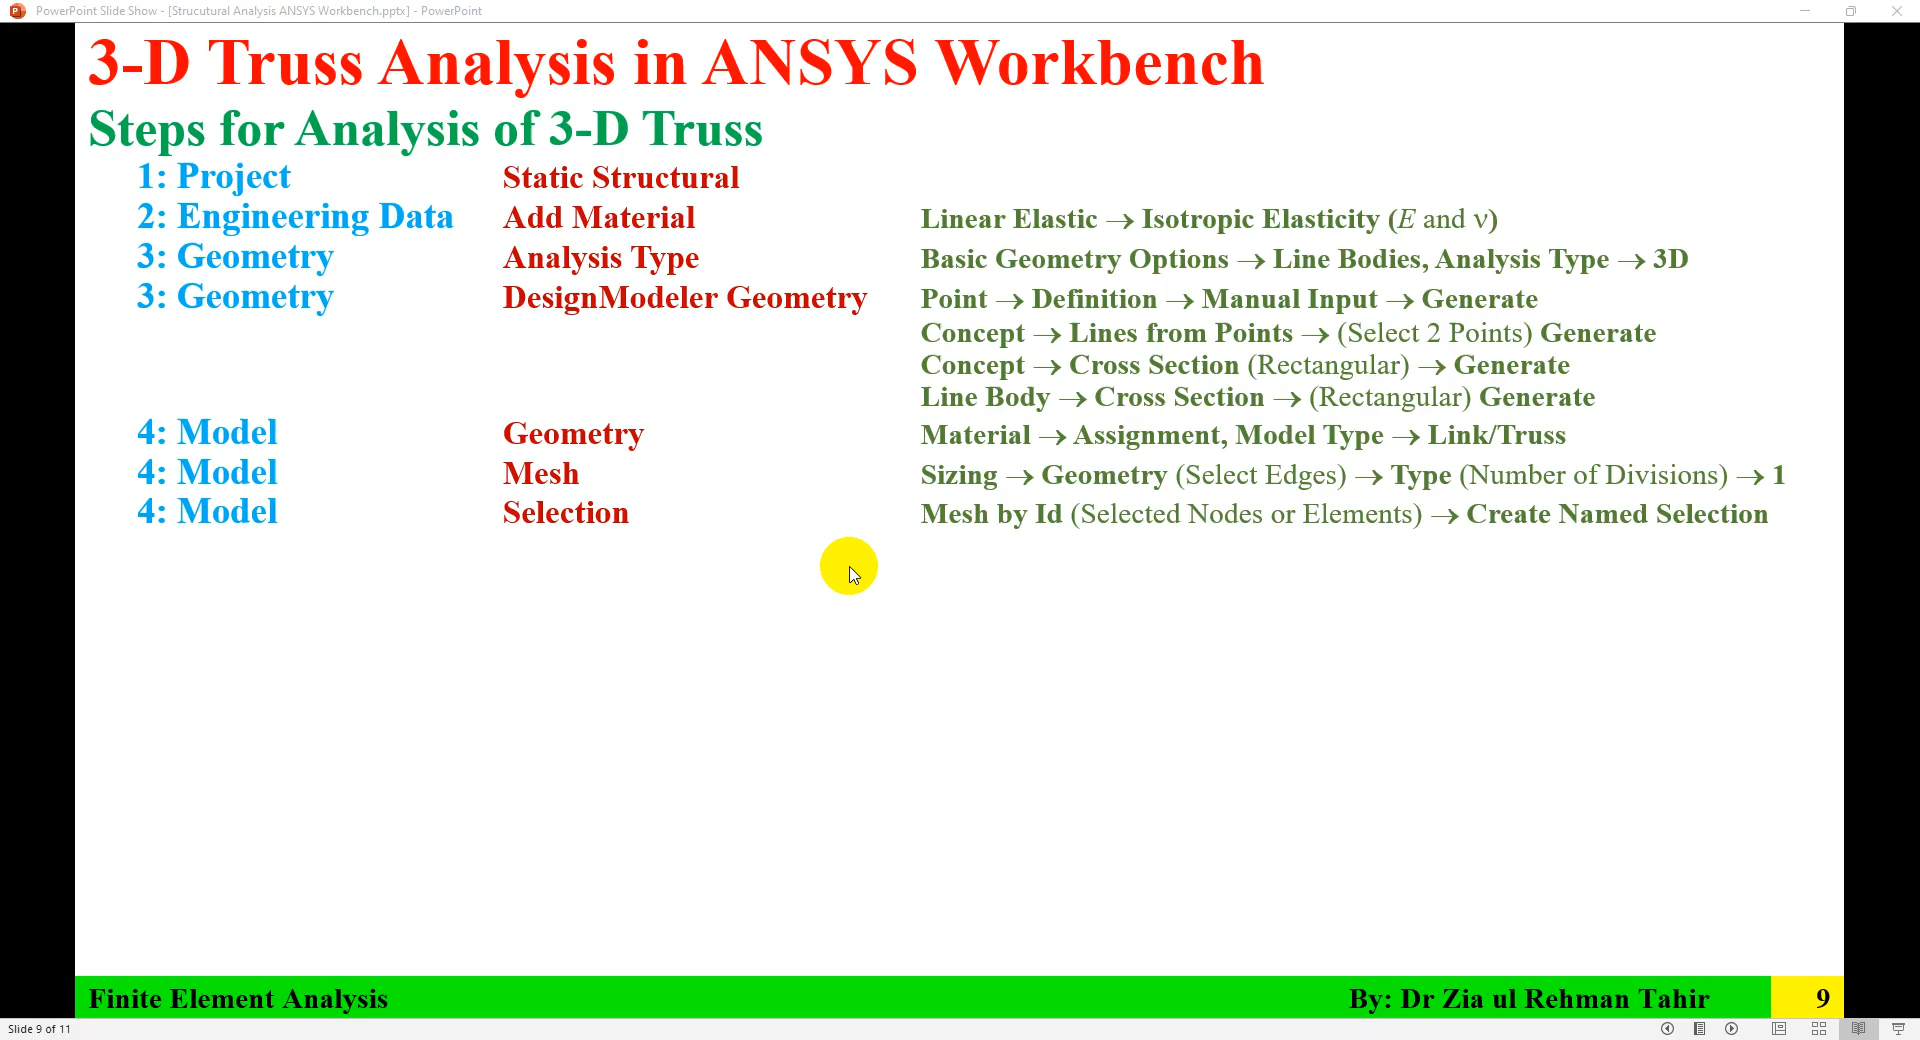 PowerPoint Slide Show - [Strucutural Analysis ANSYS Workbench.pptx] - PowerPoint
3-D Truss Analysis in ANSYS Workbench
Steps for Analysis of 3-D Truss
1: Project Static Structural
2: Engineering Data Add Material Linear Elastic → Isotropic Elasticity (E and ν)
3: Geometry Analysis Type Basic Geometry Options → Line Bodies, Analysis Type → 3D
3: Geometry DesignModeler Geometry Point → Definition → Manual Input → Generate
Concept → Lines from Points → (Select 2 Points) Generate
Concept → Cross Section (Rectangular) → Generate
Line Body → Cross Section → (Rectangular) Generate
4: Model Geometry Material → Assignment, Model Type → Link/Truss
4: Model Mesh Sizing → Geometry (Select Edges) → Type (Number of Divisions) → 1
4: Model Selection Mesh by Id (Selected Nodes or Elements) → Create Named Selection
Finite Element Analysis By: Dr Zia ul Rehman Tahir 9
Slide 9 of 11